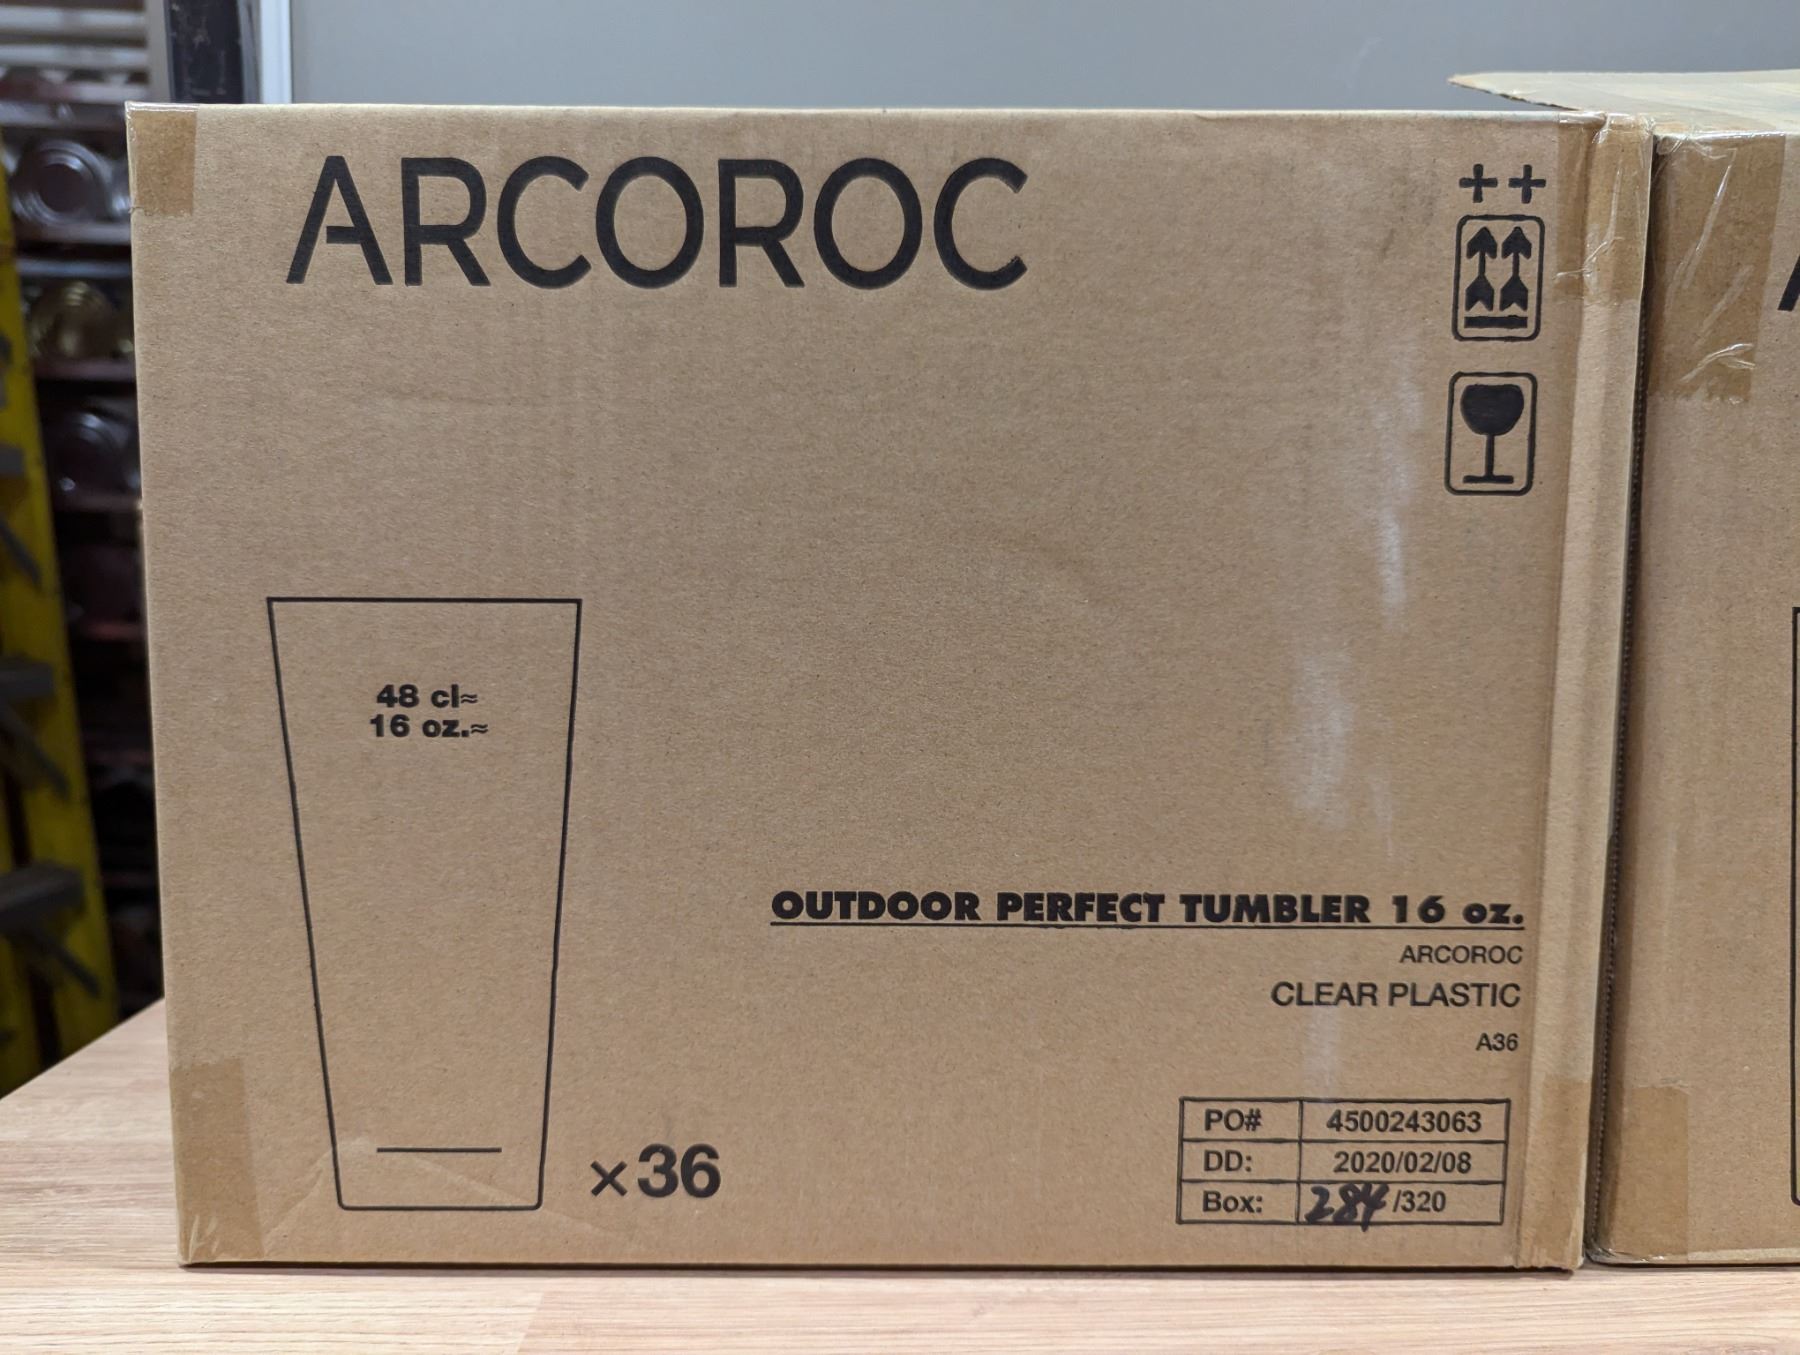 ARCOROC
++
48 cl≈
16 oz.≈
OUTDOOR PERFECT TUMBLER 16 oz.
ARCOROC
CLEAR PLASTIC
A36
×36
PO# 4500243063
DD: 2020/02/08
Box: 284/320